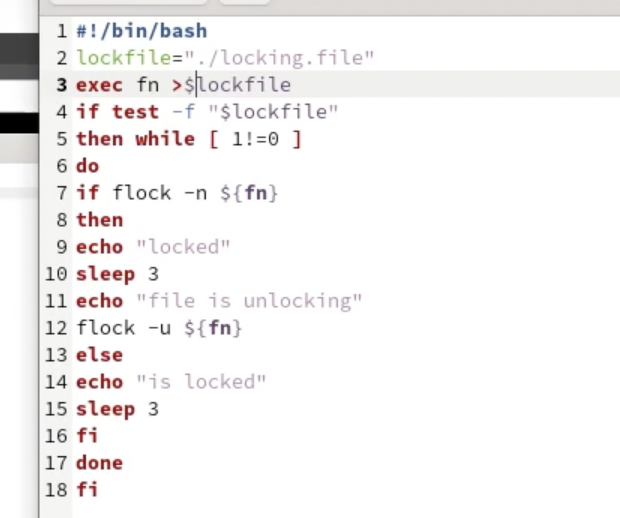 1 #!/bin/bash
2 lockfile="./locking.file"
3 exec fn >$lockfile
4 if test -f "$lockfile"
5 then while [ 1!=0 ]
6 do
7 if flock -n ${fn}
8 then
9 echo "locked"
10 sleep 3
11 echo "file is unlocking"
12 flock -u ${fn}
13 else
14 echo "is locked"
15 sleep 3
16 fi
17 done
18 fi